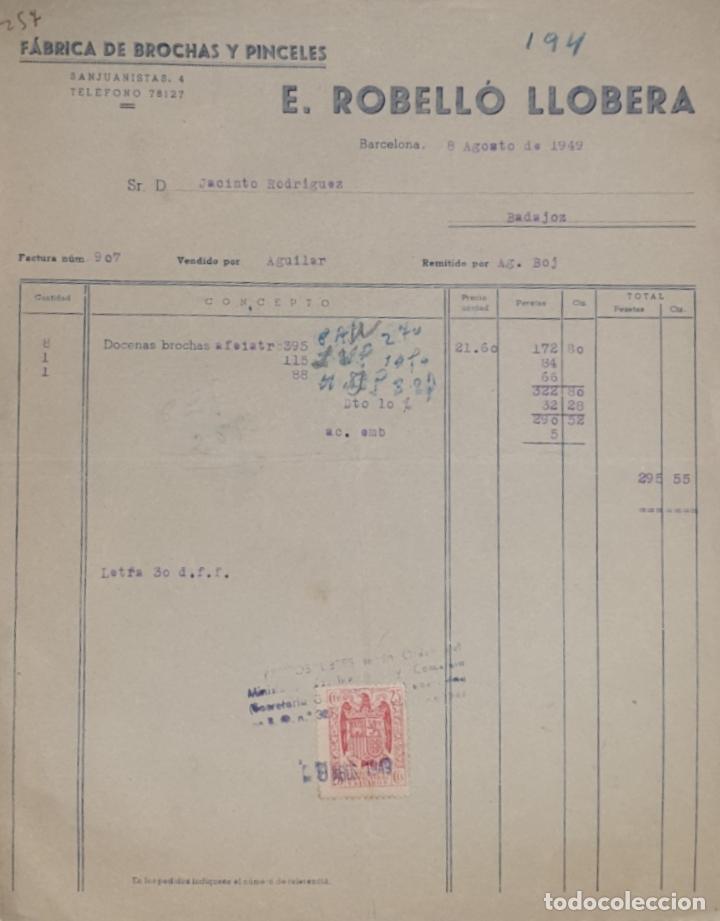 257
194
FÁBRICA DE BROCHAS Y PINCELES
SANJUANISTAS, 4
TELÉFONO 78127
E. ROBELLÓ LLOBERA
Barcelona, 8 Agosto de 1949
Sr. D. Jacinto Rodriguez
Badajoz
Factura núm. 907 Vendido por Aguilar Remitido por Ag. Boj
Cantidad CONCEPTO Precio unidad Pesetas Cts. TOTAL Pesetas Cts.
8 Docenas brochas afeiatr 395 21.60 172 80
1 115 84
1 88 66
322 80
Dto lo % 32 28
290 52
ac. emb 5
295 55
Letra 30 d.f.f.
(Secretaría
En los pedidos indíquese el número de referencia.
todocoleccion